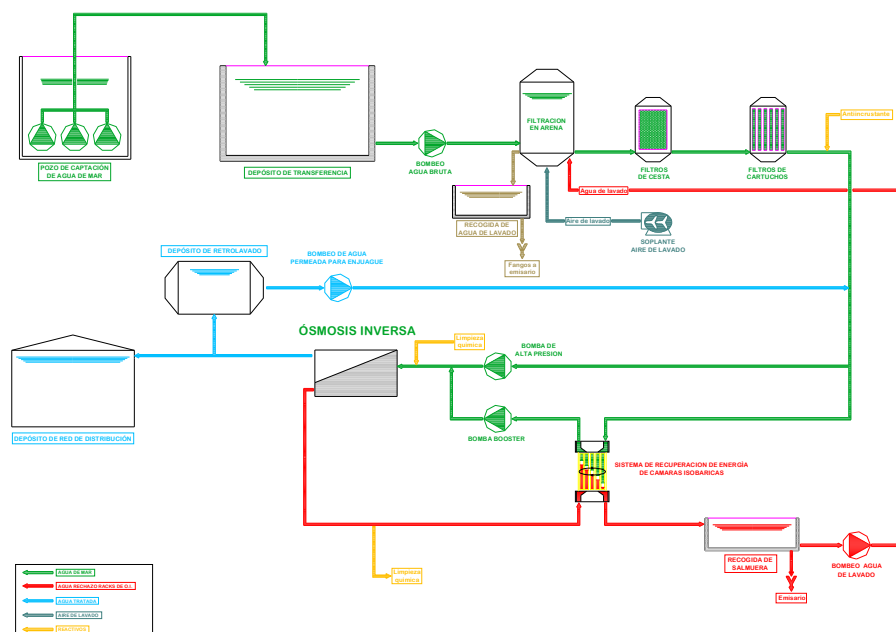 POZO DE CAPTACIÓN
DE AGUA DE MAR
DEPÓSITO DE TRANSFERENCIA
BOMBEO
AGUA BRUTA
FILTRACION
EN ARENA
FILTROS
DE CESTA
FILTROS DE
CARTUCHOS
Antiincrustante
RECOGIDA DE
AGUA DE LAVADO
Agua de lavado
Aire de lavado
SOPLANTE
AIRE DE LAVADO
Fangos a
emisario
DEPÓSITO DE RETROLAVADO
BOMBEO DE AGUA
PERMEADA PARA ENJUAGUE
ÓSMOSIS INVERSA
Limpieza
química
BOMBA DE
ALTA PRESION
DEPÓSITO DE RED DE DISTRIBUCIÓN
BOMBA BOOSTER
SISTEMA DE RECUPERACION DE ENERGÍA
DE CAMARAS ISOBARICAS
RECOGIDA DE
SALMUERA
BOMBEO AGUA
DE LAVADO
Limpieza
química
Emisario
AGUA DE MAR
AGUA RECHAZO RACKS DE O.I.
AGUA TRATADA
AIRE DE LAVADO
REACTIVOS